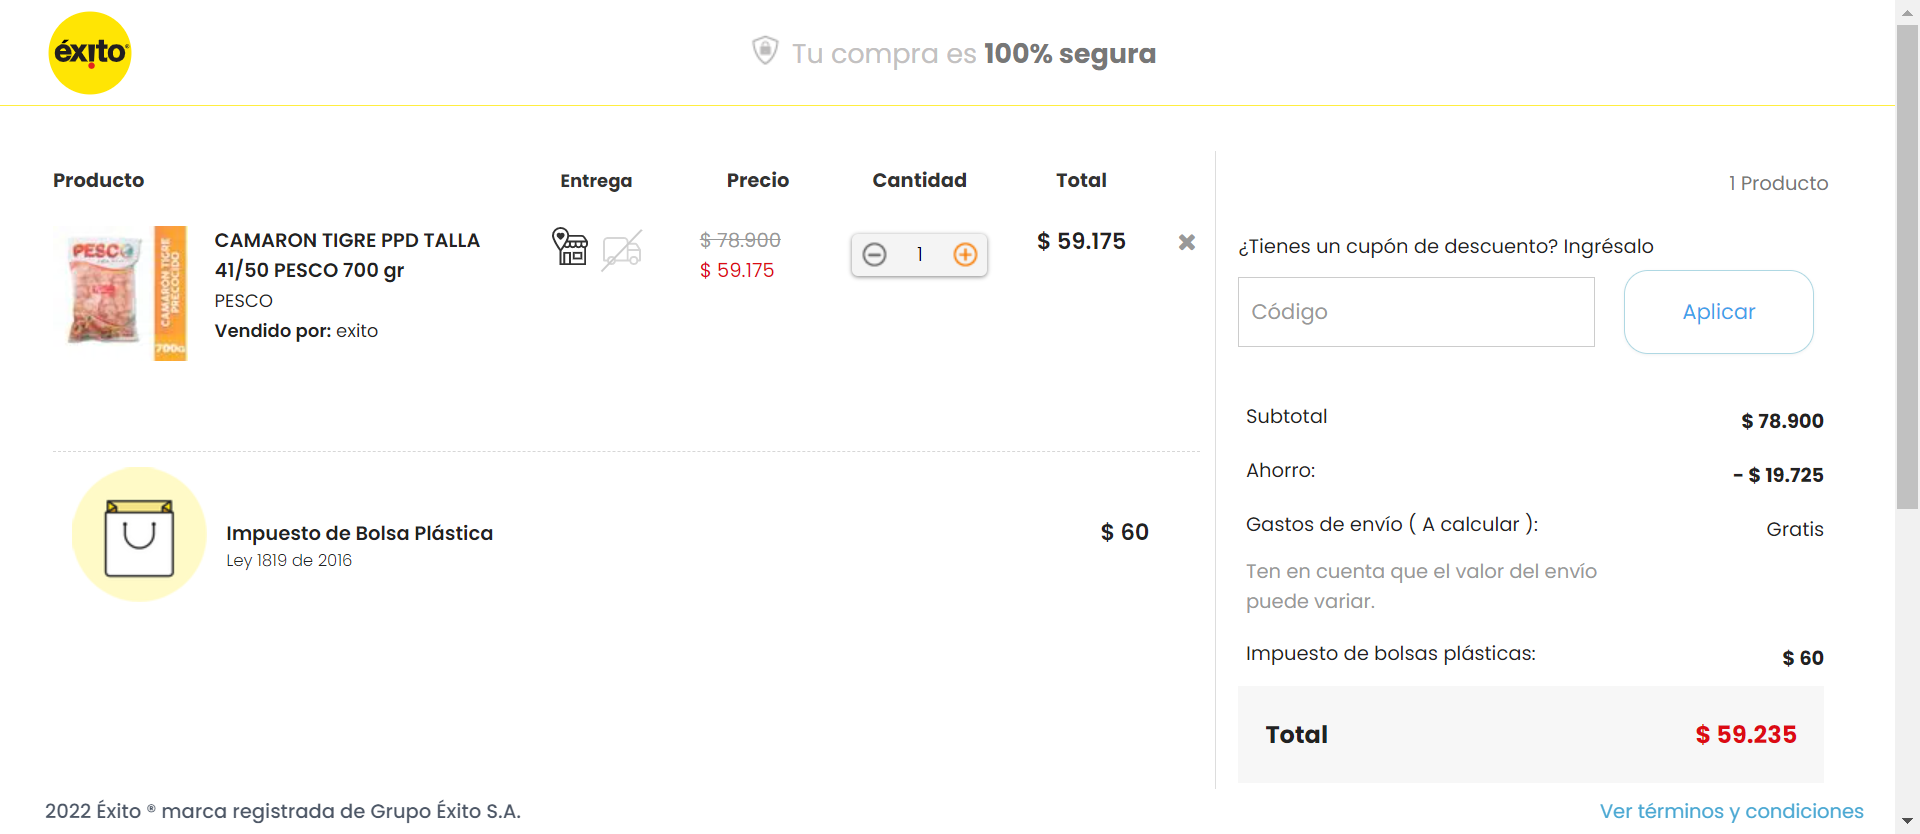 éxito
Tu compra es 100% segura
Producto
Entrega
Precio
Cantidad
Total
PESCO
CAMARON TIGRE
PRECOCIDO
700G
CAMARON TIGRE PPD TALLA
41/50 PESCO 700 gr
PESCO
Vendido por: exito
$ 78.900
$ 59.175
1
$ 59.175
Impuesto de Bolsa Plástica
Ley 1819 de 2016
$ 60
1 Producto
¿Tienes un cupón de descuento? Ingrésalo
Código
Aplicar
Subtotal
$ 78.900
Ahorro:
- $ 19.725
Gastos de envío ( A calcular ):
Gratis
Ten en cuenta que el valor del envío
puede variar.
Impuesto de bolsas plásticas:
$ 60
Total
$ 59.235
2022 Éxito ® marca registrada de Grupo Éxito S.A.
Ver términos y condiciones